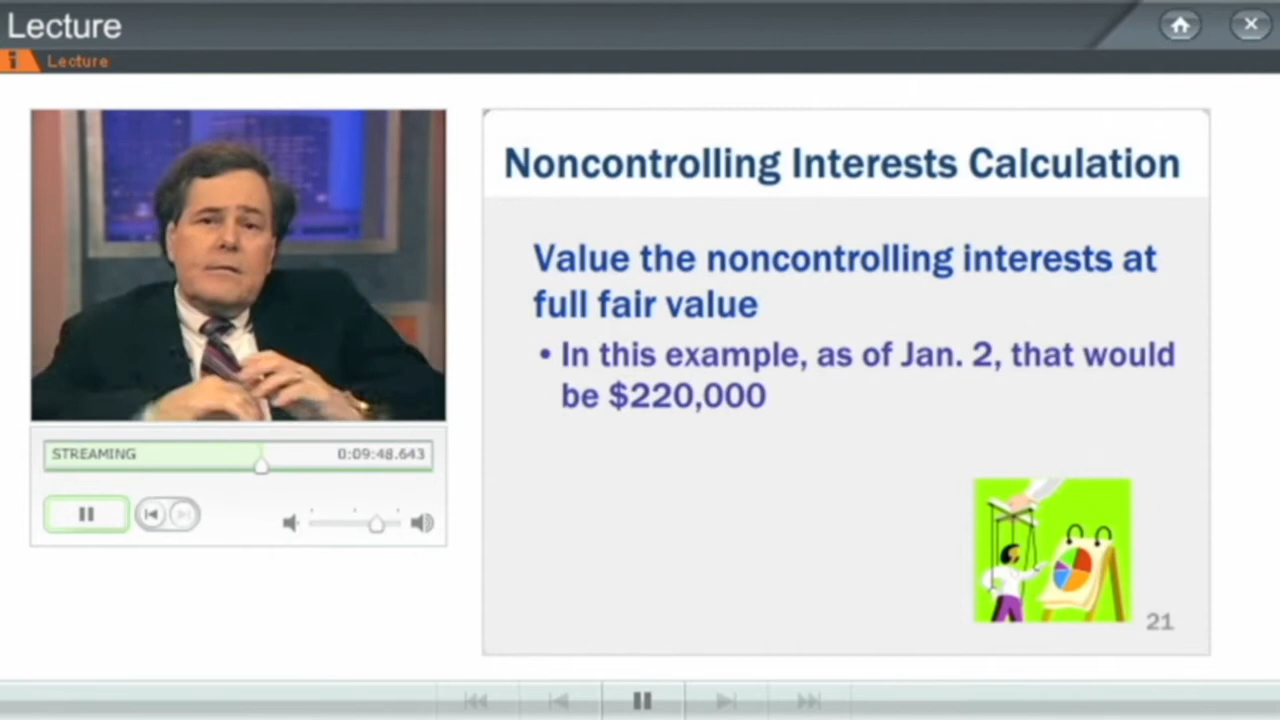 Lecture
i Lecture
Noncontrolling Interests Calculation
Value the noncontrolling interests at
full fair value
• In this example, as of Jan. 2, that would
be $220,000
STREAMING 0:09:48.643
21